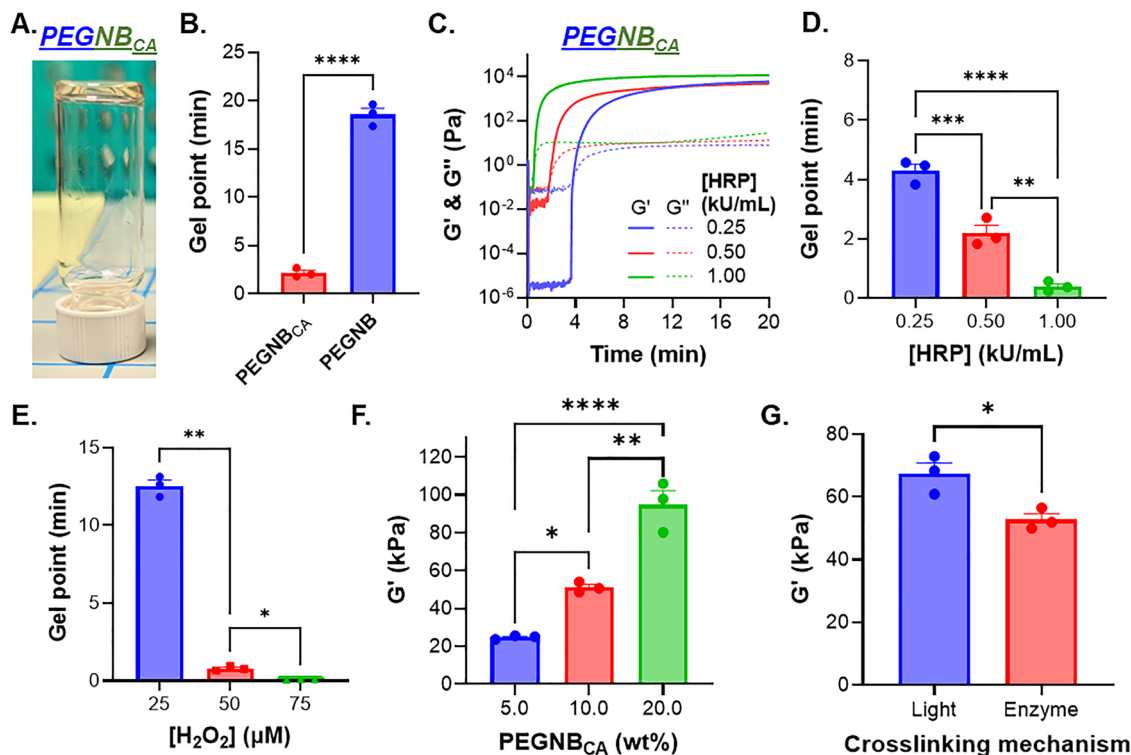 A.
PEGNB_CA
B.
25
20
15
10
5
0
Gel point (min)
****
PEGNB_CA
PEGNB
C.
PEGNB_CA
10^4
10^2
10^0
10^-2
10^-4
10^-6
G' & G" (Pa)
[HRP]
G' G" (kU/mL)
0.25
0.50
1.00
0 4 8 12 16 20
Time (min)
D.
8
6
4
2
0
Gel point (min)
****
***
**
0.25 0.50 1.00
[HRP] (kU/mL)
E.
15
10
5
0
Gel point (min)
**
*
25 50 75
[H₂O₂] (µM)
F.
120
100
80
60
40
20
0
G' (kPa)
****
**
*
5.0 10.0 20.0
PEGNB_CA (wt%)
G.
80
60
40
20
0
G' (kPa)
*
Light Enzyme
Crosslinking mechanism